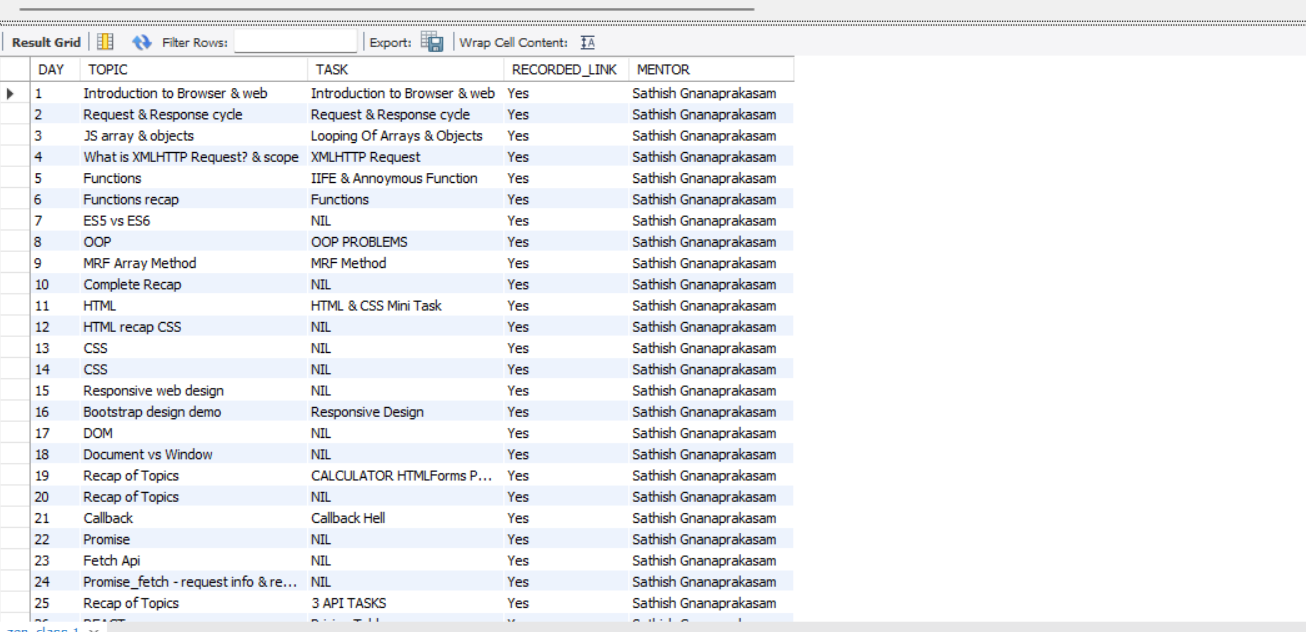 Result Grid Filter Rows: Export: Wrap Cell Content: IA
DAY TOPIC TASK RECORDED_LINK MENTOR
1 Introduction to Browser & web Introduction to Browser & web Yes Sathish Gnanaprakasam
2 Request & Response cycle Request & Response cycle Yes Sathish Gnanaprakasam
3 JS array & objects Looping Of Arrays & Objects Yes Sathish Gnanaprakasam
4 What is XMLHTTP Request? & scope XMLHTTP Request Yes Sathish Gnanaprakasam
5 Functions IIFE & Annoymous Function Yes Sathish Gnanaprakasam
6 Functions recap Functions Yes Sathish Gnanaprakasam
7 ES5 vs ES6 NIL Yes Sathish Gnanaprakasam
8 OOP OOP PROBLEMS Yes Sathish Gnanaprakasam
9 MRF Array Method MRF Method Yes Sathish Gnanaprakasam
10 Complete Recap NIL Yes Sathish Gnanaprakasam
11 HTML HTML & CSS Mini Task Yes Sathish Gnanaprakasam
12 HTML recap CSS NIL Yes Sathish Gnanaprakasam
13 CSS NIL Yes Sathish Gnanaprakasam
14 CSS NIL Yes Sathish Gnanaprakasam
15 Responsive web design NIL Yes Sathish Gnanaprakasam
16 Bootstrap design demo Responsive Design Yes Sathish Gnanaprakasam
17 DOM NIL Yes Sathish Gnanaprakasam
18 Document vs Window NIL Yes Sathish Gnanaprakasam
19 Recap of Topics CALCULATOR HTMLForms P... Yes Sathish Gnanaprakasam
20 Recap of Topics NIL Yes Sathish Gnanaprakasam
21 Callback Callback Hell Yes Sathish Gnanaprakasam
22 Promise NIL Yes Sathish Gnanaprakasam
23 Fetch Api NIL Yes Sathish Gnanaprakasam
24 Promise_fetch - request info & re... NIL Yes Sathish Gnanaprakasam
25 Recap of Topics 3 API TASKS Yes Sathish Gnanaprakasam